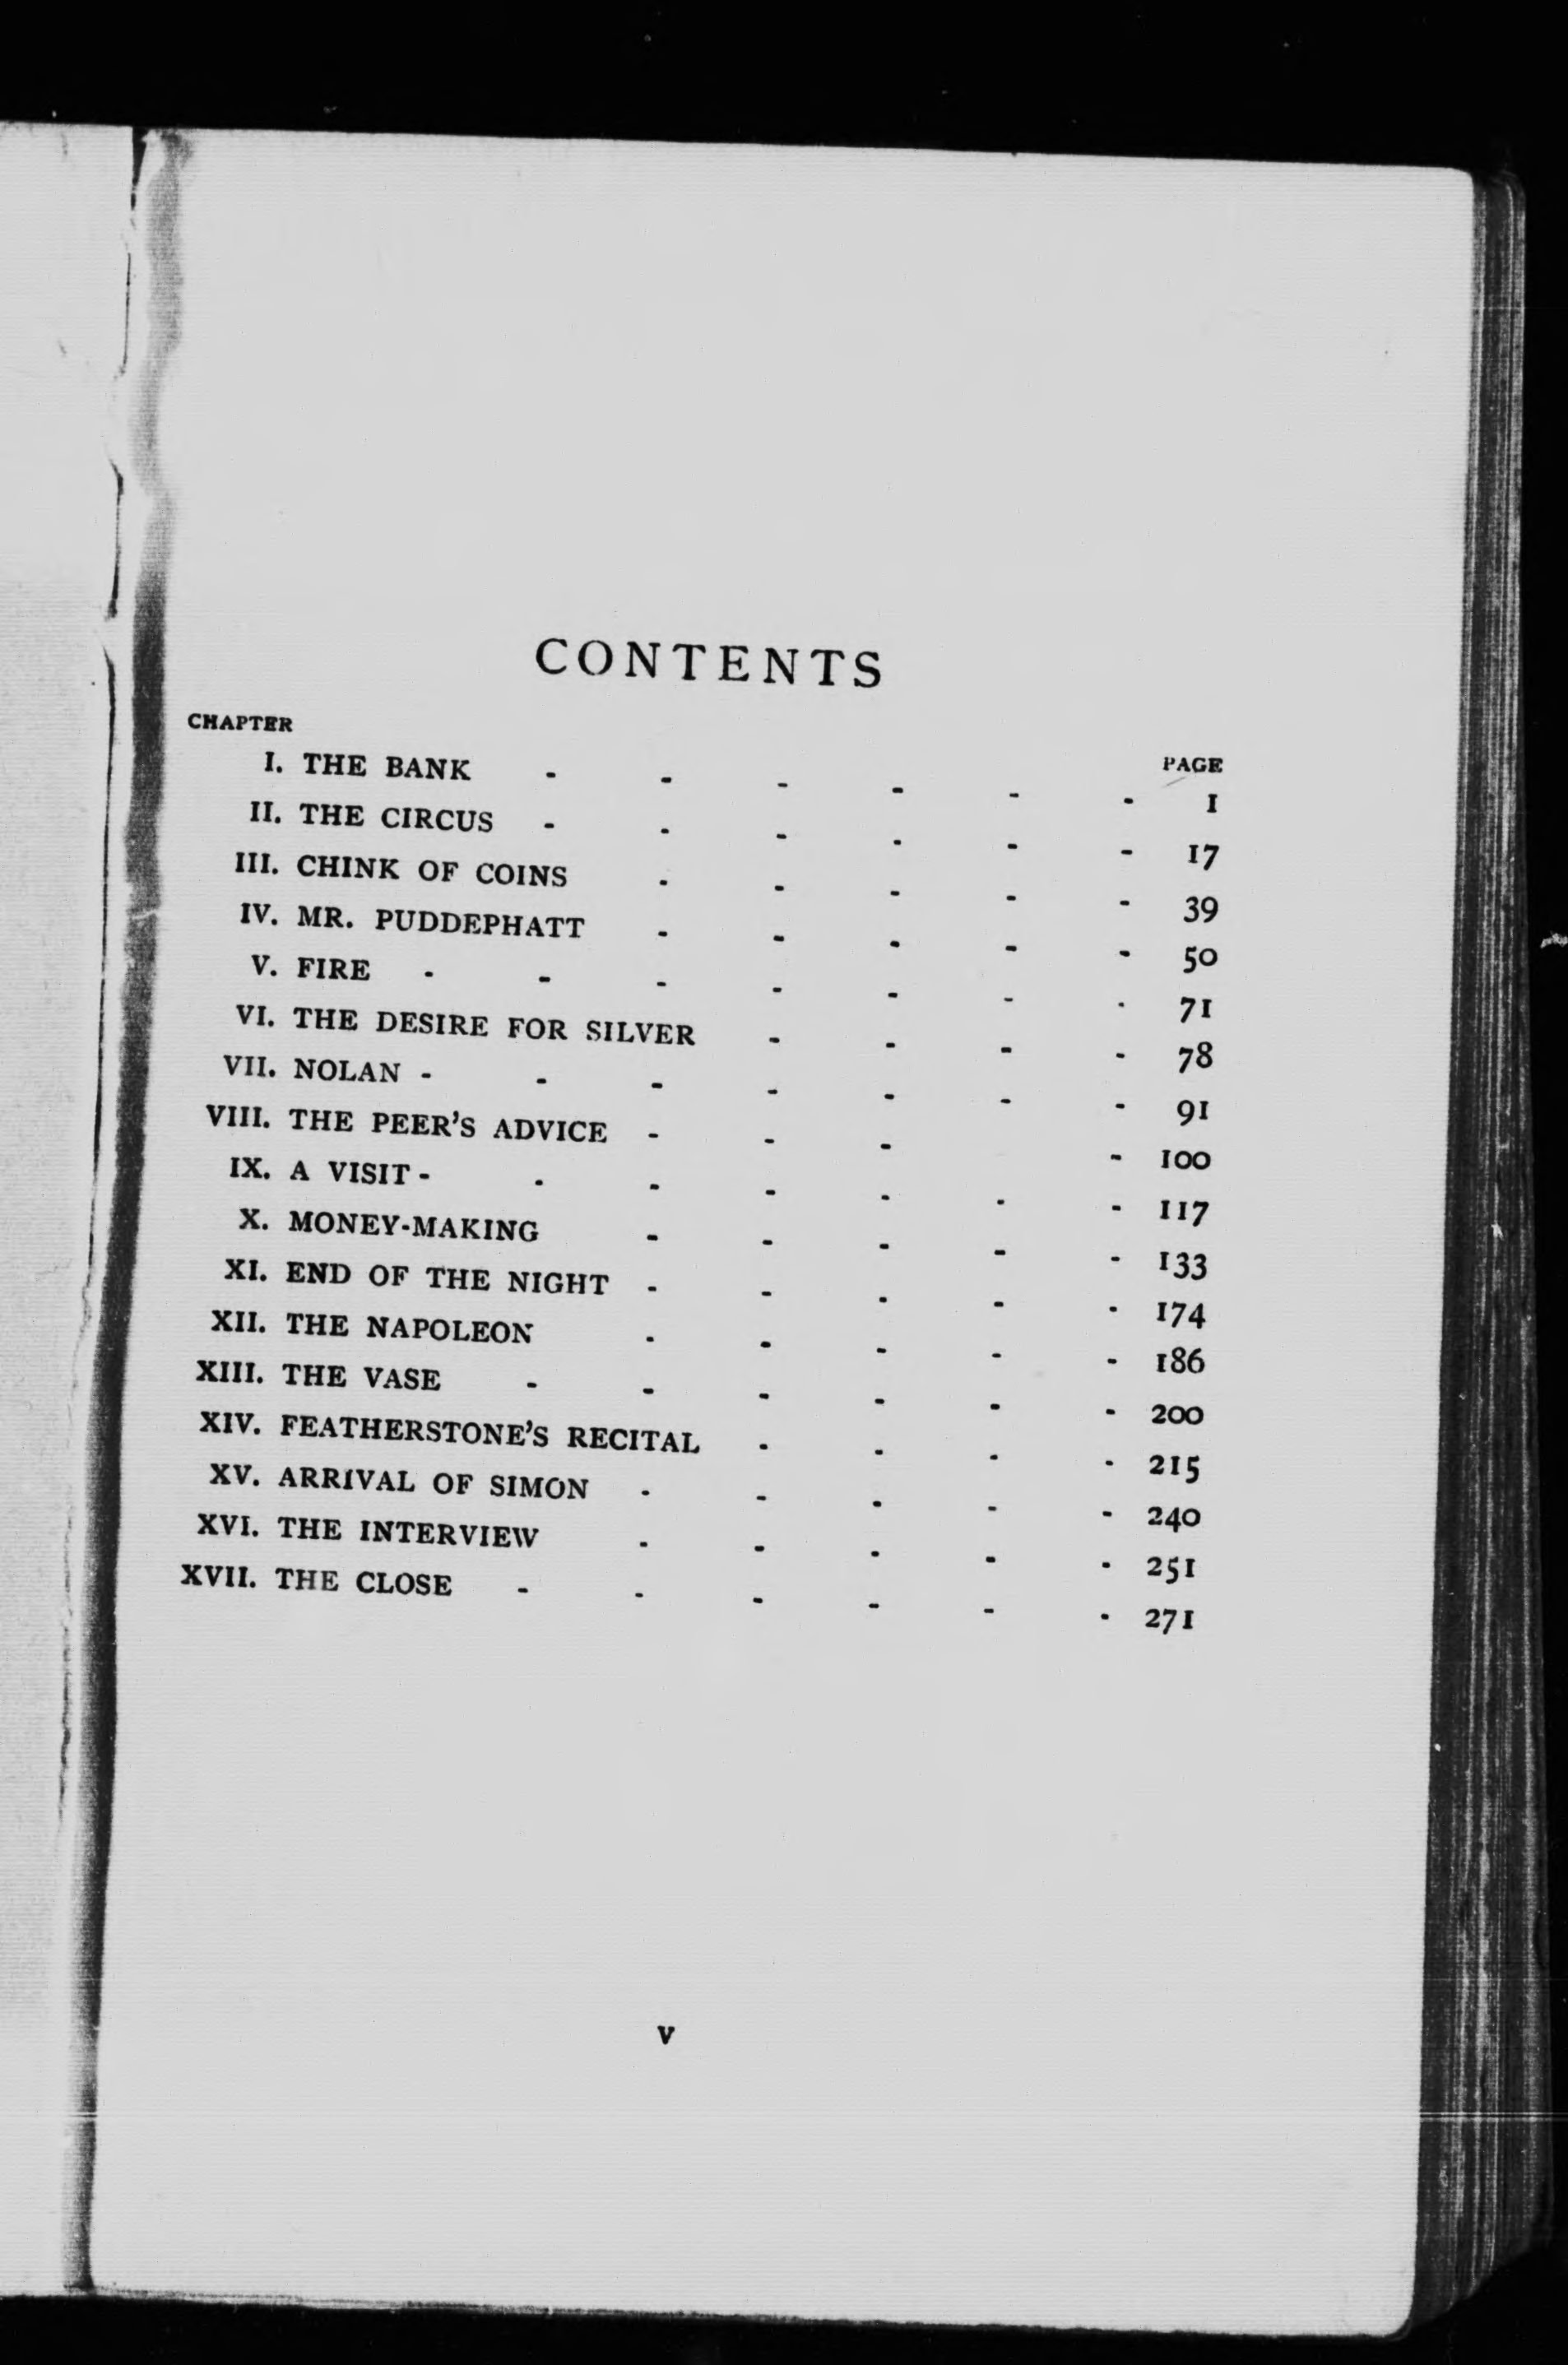 CONTENTS
CHAPTER PAGE
I. THE BANK - - - - - - 1
II. THE CIRCUS - - - - - - 17
III. CHINK OF COINS - - - - - 39
IV. MR. PUDDEPHATT - - - - - 50
V. FIRE - - - - - - - 71
VI. THE DESIRE FOR SILVER - - - - 78
VII. NOLAN - - - - - - - 91
VIII. THE PEER'S ADVICE - - - - 100
IX. A VISIT - - - - - - - 117
X. MONEY-MAKING - - - - - 133
XI. END OF THE NIGHT - - - - - 174
XII. THE NAPOLEON - - - - - 186
XIII. THE VASE - - - - - - 200
XIV. FEATHERSTONE'S RECITAL - - - - 215
XV. ARRIVAL OF SIMON - - - - - 240
XVI. THE INTERVIEW - - - - - 251
XVII. THE CLOSE - - - - - - 271
v